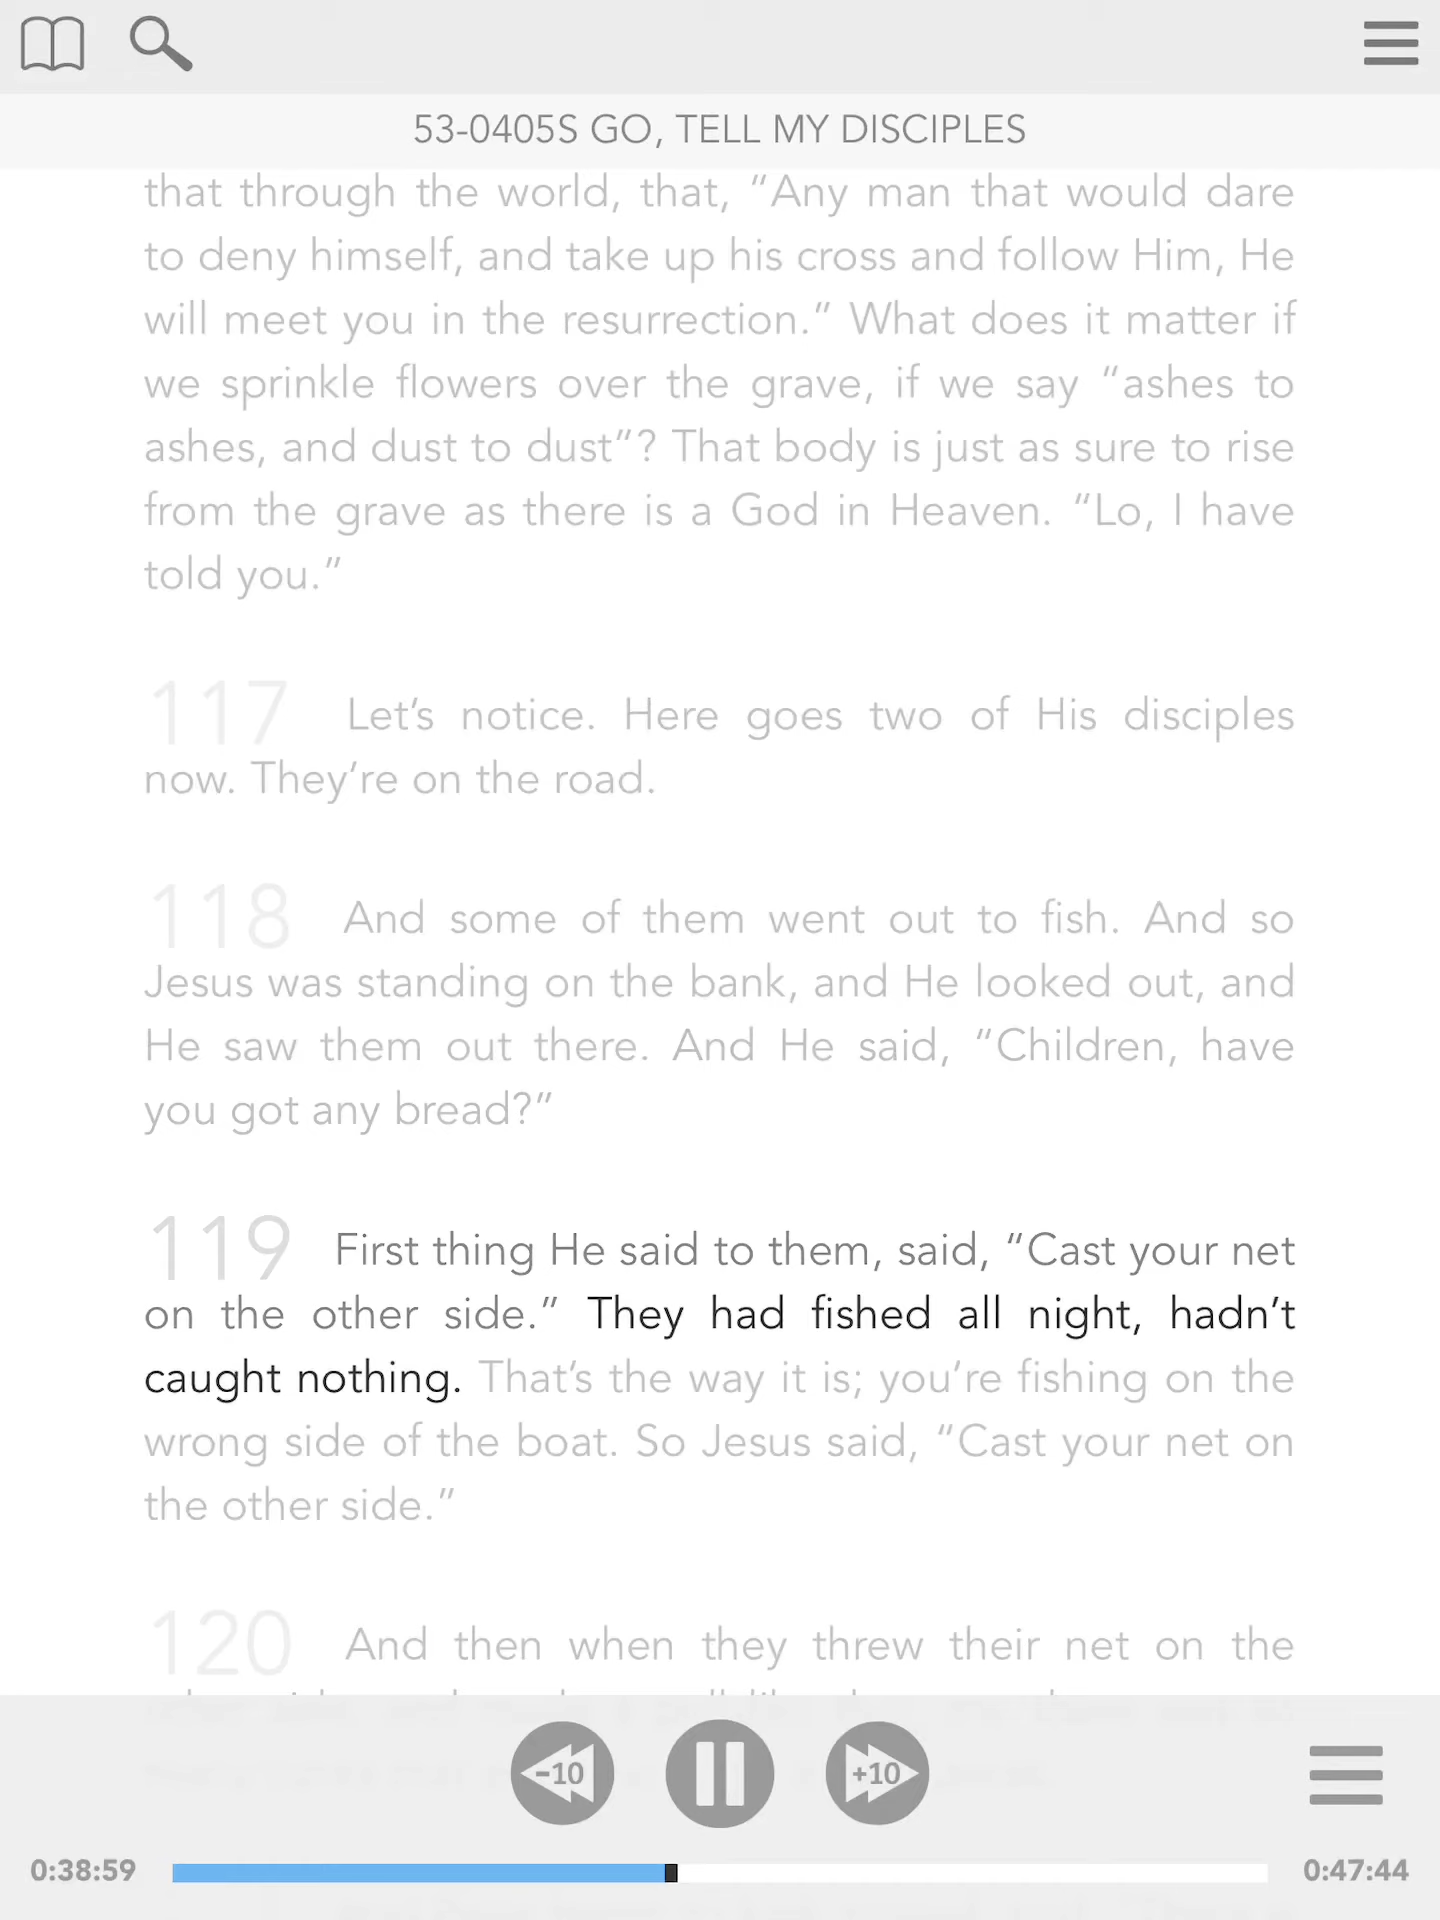 53-0405S GO, TELL MY DISCIPLES
that through the world, that, “Any man that would dare
to deny himself, and take up his cross and follow Him, He
will meet you in the resurrection.” What does it matter if
we sprinkle flowers over the grave, if we say “ashes to
ashes, and dust to dust”? That body is just as sure to rise
from the grave as there is a God in Heaven. “Lo, I have
told you.”
117 Let’s notice. Here goes two of His disciples
now. They’re on the road.
118 And some of them went out to fish. And so
Jesus was standing on the bank, and He looked out, and
He saw them out there. And He said, “Children, have
you got any bread?”
119 First thing He said to them, said, “Cast your net
on the other side.” They had fished all night, hadn’t
caught nothing. That’s the way it is; you’re fishing on the
wrong side of the boat. So Jesus said, “Cast your net on
the other side.”
120 And then when they threw their net on the
-10 +10
0:38:59 0:47:44